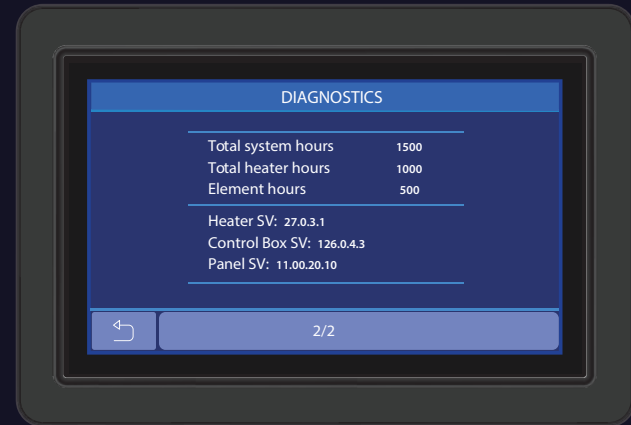 DIAGNOSTICS
Total system hours 1500
Total heater hours 1000
Element hours 500
Heater SV: 27.0.3.1
Control Box SV: 126.0.4.3
Panel SV: 11.00.20.10
2/2